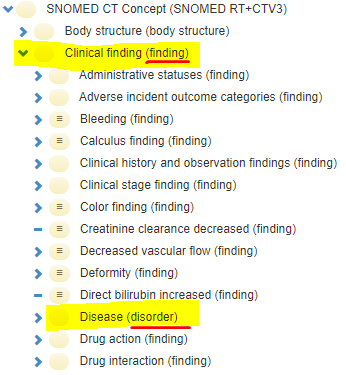 SNOMED CT Concept (SNOMED RT+CTV3)
Body structure (body structure)
Clinical finding (finding)
Administrative statuses (finding)
Adverse incident outcome categories (finding)
Bleeding (finding)
Calculus finding (finding)
Clinical history and observation findings (finding)
Clinical stage finding (finding)
Color finding (finding)
Creatinine clearance decreased (finding)
Decreased vascular flow (finding)
Deformity (finding)
Direct bilirubin increased (finding)
Disease (disorder)
Drug action (finding)
Drug interaction (finding)